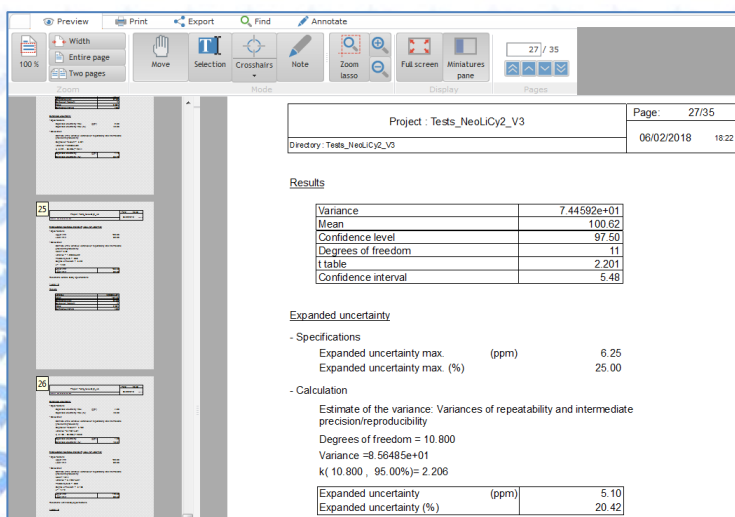 Preview Print Export Find Annotate
100 % Width Entire page Two pages Move Selection Crosshairs Note Zoom lasso Full screen Miniatures pane 27 / 35
Zoom Mode Display Pages
25
26
Project : Tests_NeoLiCy2_V3
Page: 27/35
Directory : Tests_NeoLiCy2_V3
06/02/2018 18:22
Results
Variance 7.44592e+01
Mean 100.62
Confidence level 97.50
Degrees of freedom 11
t table 2.201
Confidence interval 5.48
Expanded uncertainty
- Specifications
Expanded uncertainty max. (ppm) 6.25
Expanded uncertainty max. (%) 25.00
- Calculation
Estimate of the variance: Variances of repeatability and intermediate
precision/reproducibility
Degrees of freedom = 10.800
Variance =8.56485e+01
k( 10.800 , 95.00%)= 2.206
Expanded uncertainty (ppm) 5.10
Expanded uncertainty (%) 20.42